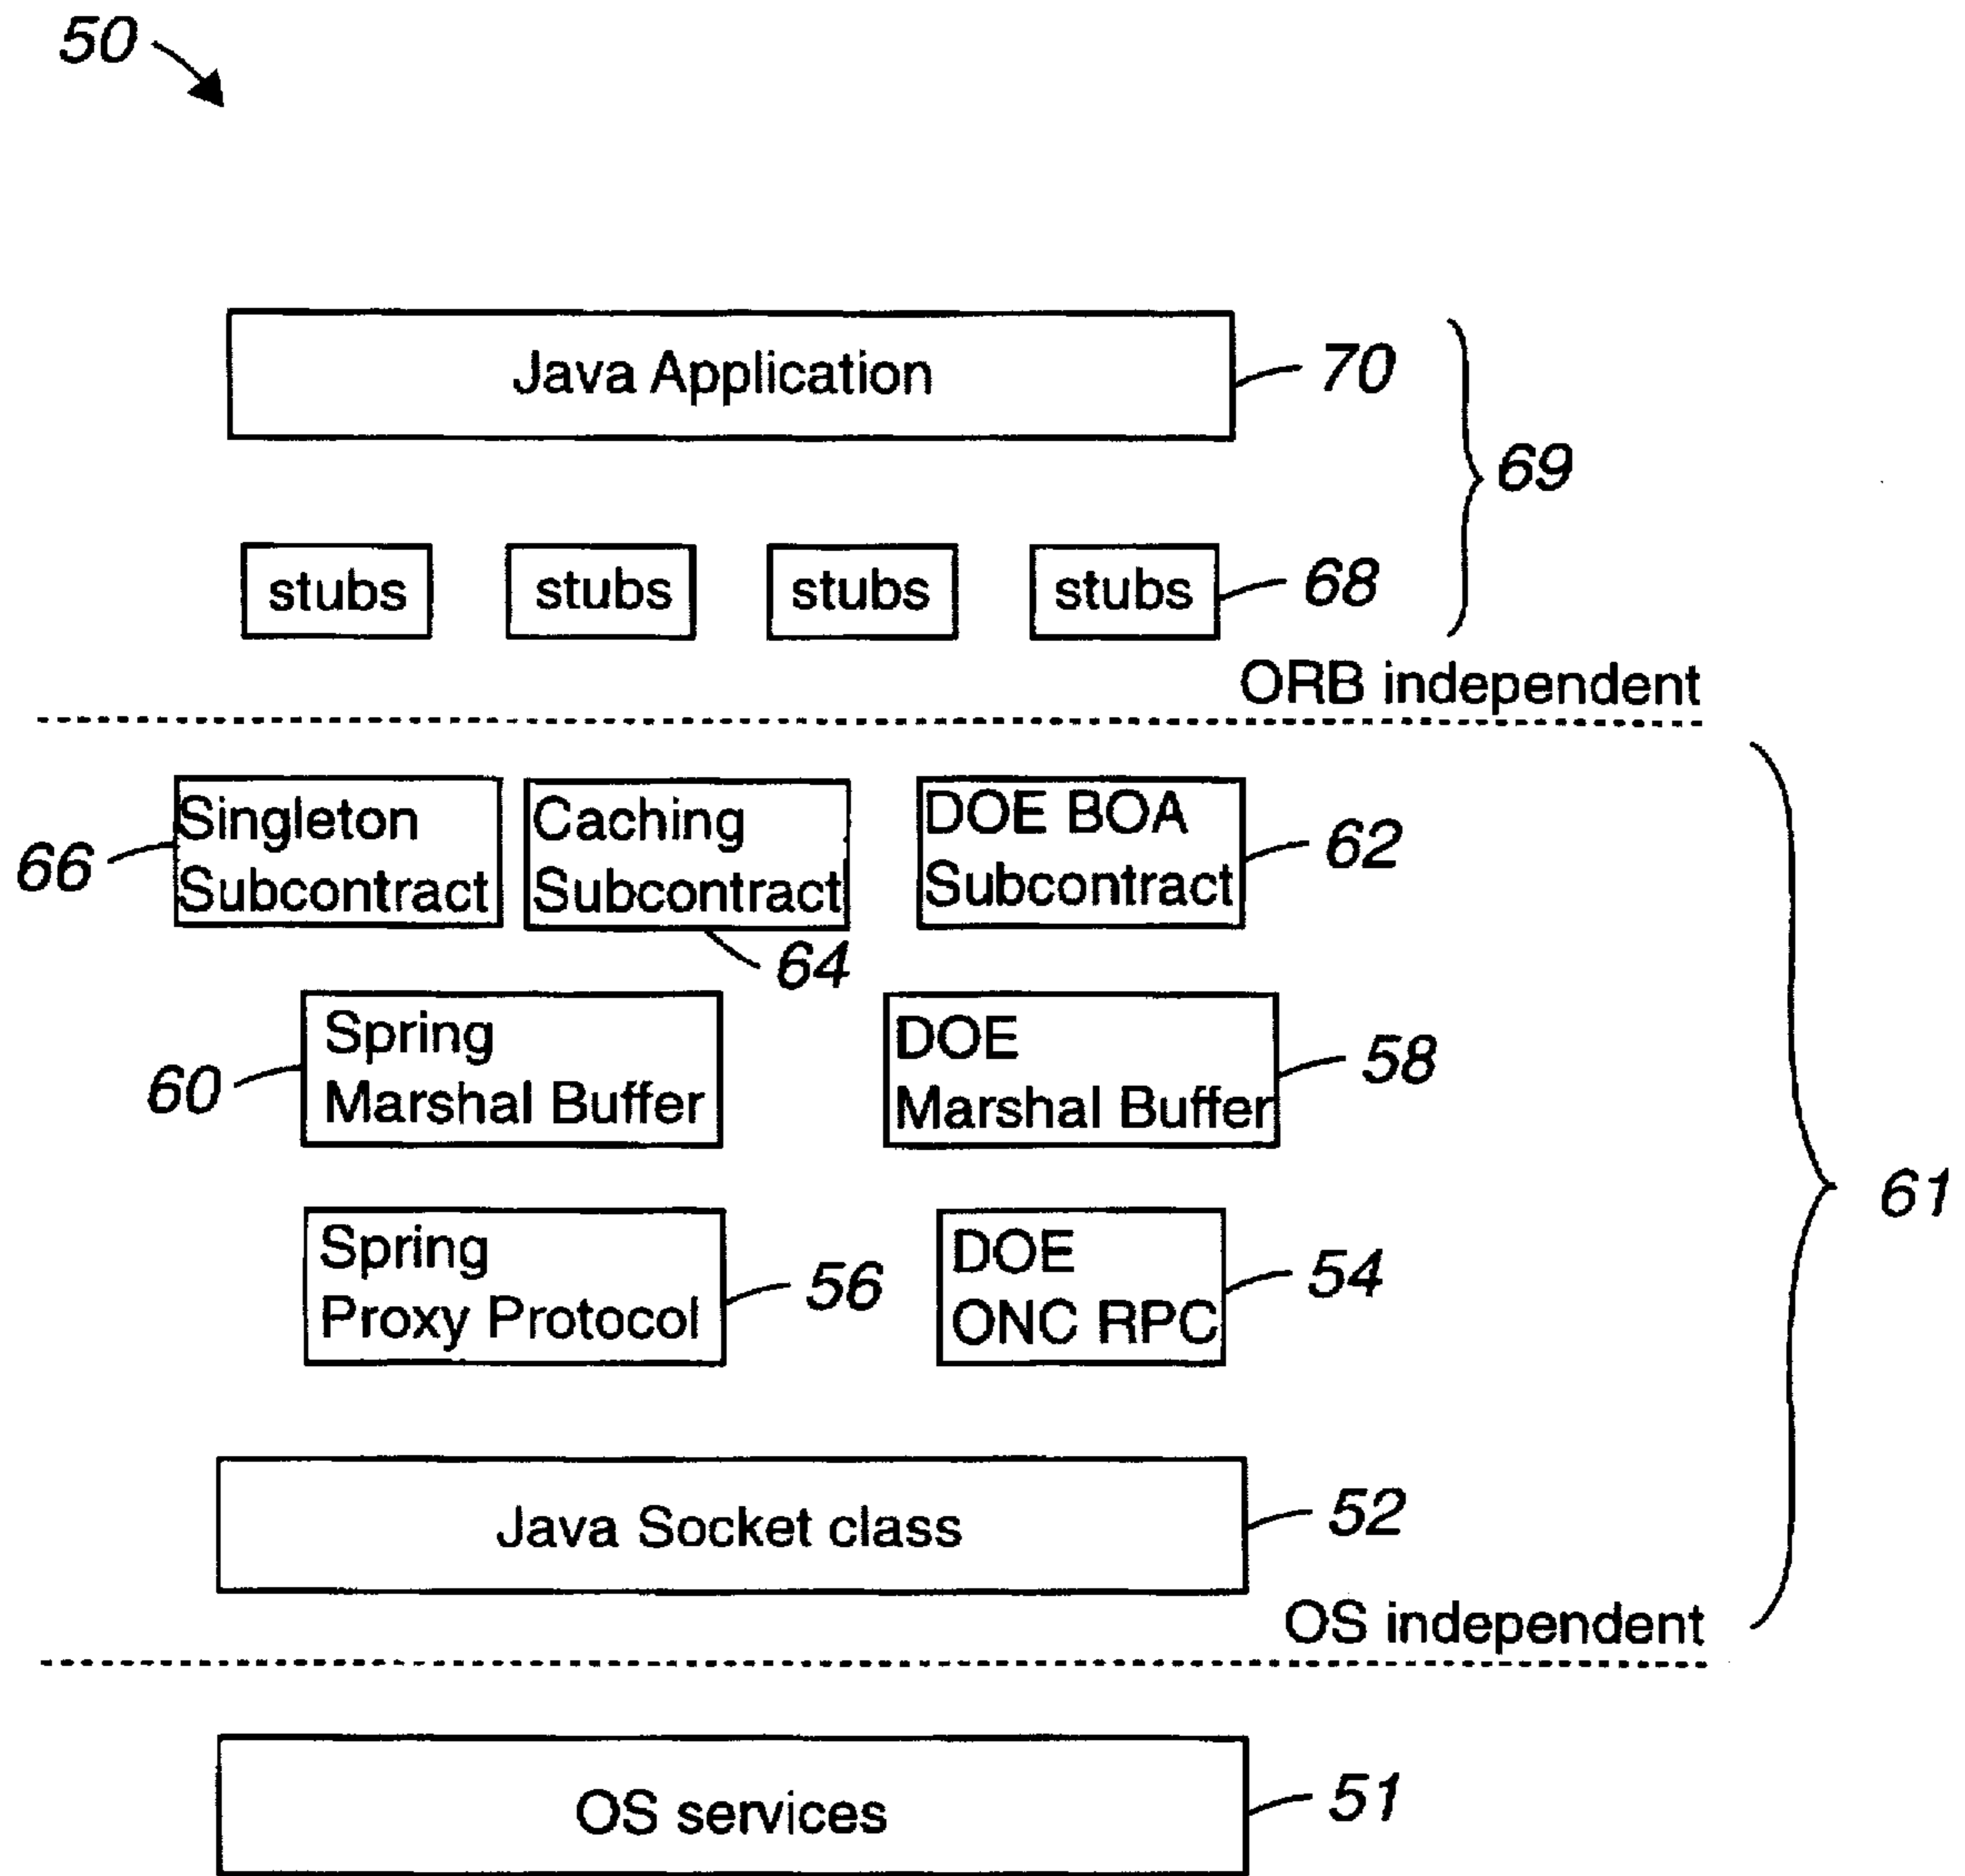 50
Java Application
70
69
stubs
stubs
stubs
stubs
68
ORB independent
66
Singleton
Subcontract
Caching
Subcontract
64
DOE BOA
Subcontract
62
60
Spring
Marshal Buffer
DOE
Marshal Buffer
58
61
Spring
Proxy Protocol
56
DOE
ONC RPC
54
Java Socket class
52
OS independent
OS services
51